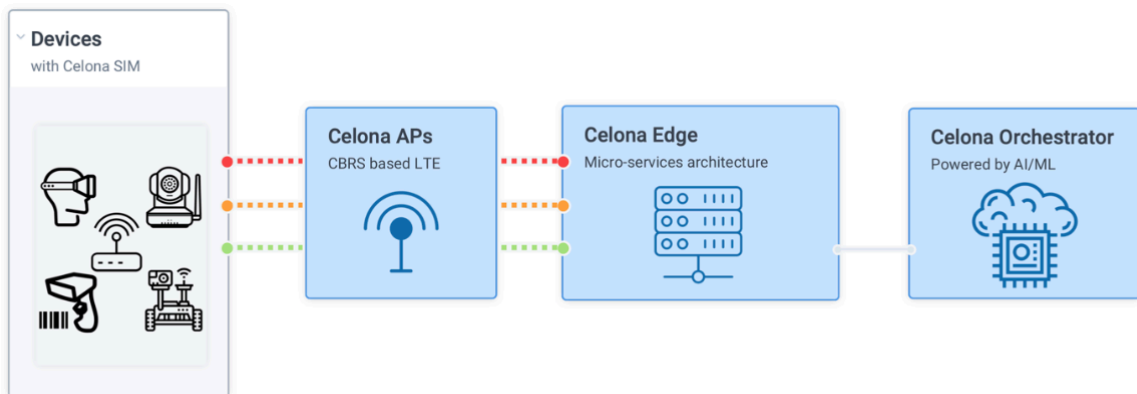 Devices
with Celona SIM
Celona APs
CBRS based LTE
Celona Edge
Micro-services architecture
Celona Orchestrator
Powered by AI/ML